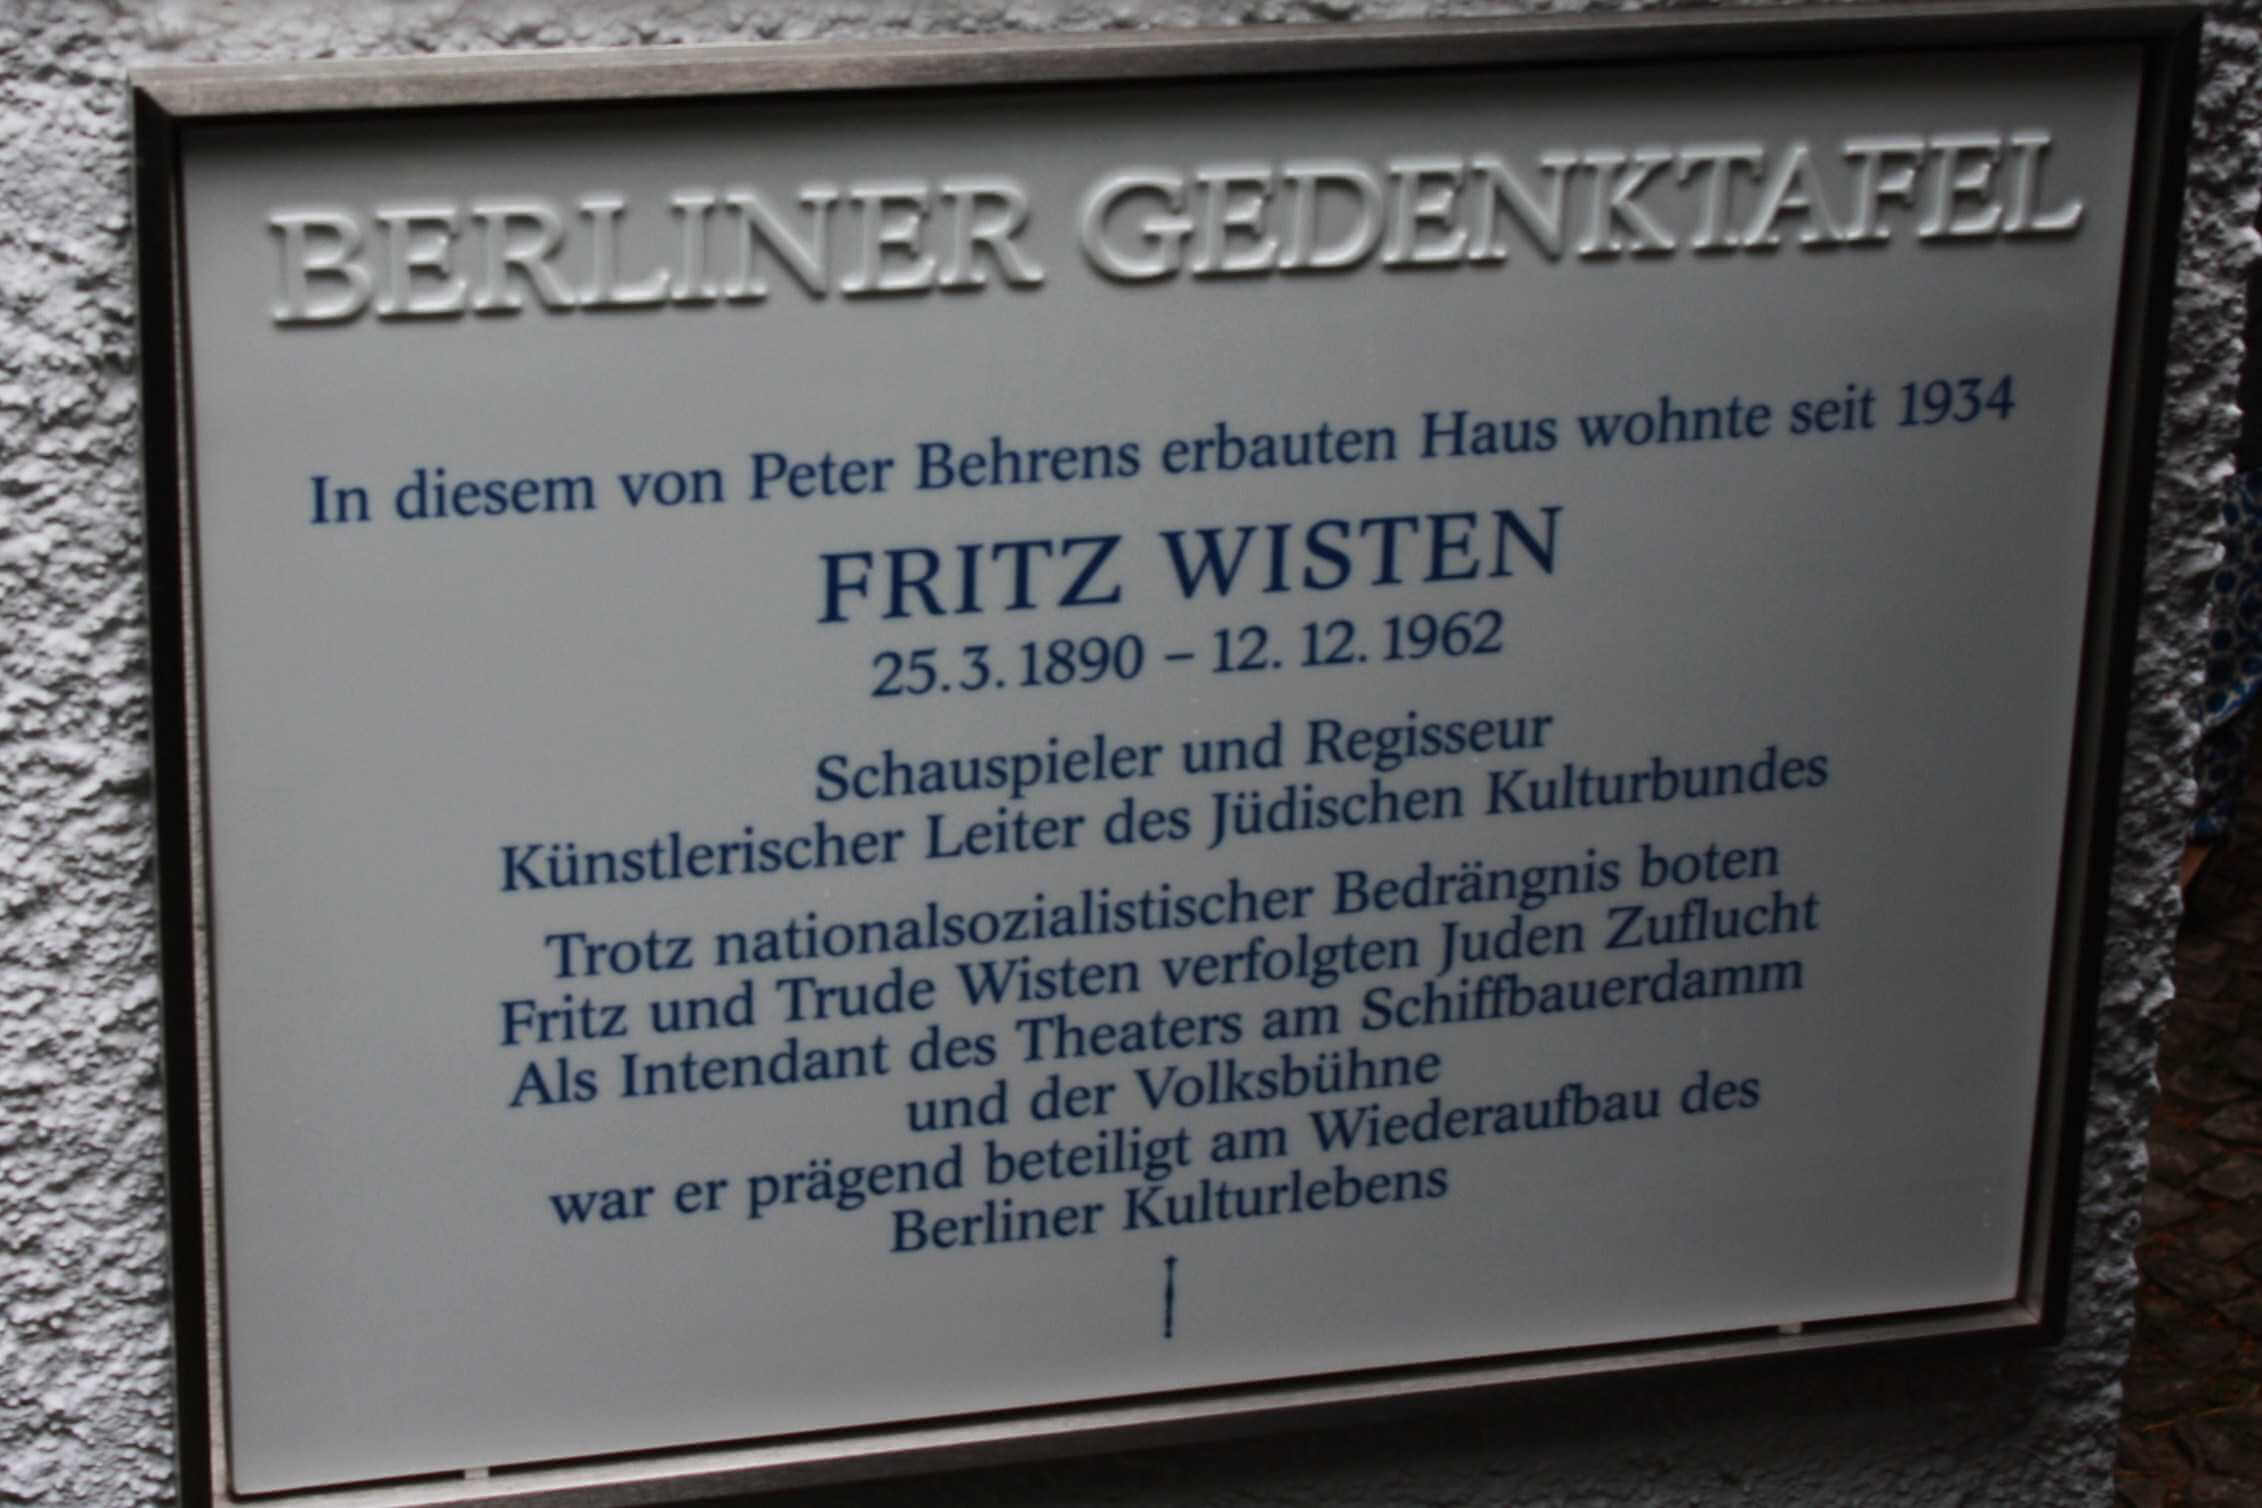 BERLINER GEDENKTAFEL
In diesem von Peter Behrens erbauten Haus wohnte seit 1934
FRITZ WISTEN
25.3.1890 – 12.12.1962
Schauspieler und Regisseur
Künstlerischer Leiter des Jüdischen Kulturbundes
Trotz nationalsozialistischer Bedrängnis boten
Fritz und Trude Wisten verfolgten Juden Zuflucht
Als Intendant des Theaters am Schiffbauerdamm
und der Volksbühne
war er prägend beteiligt am Wiederaufbau des
Berliner Kulturlebens